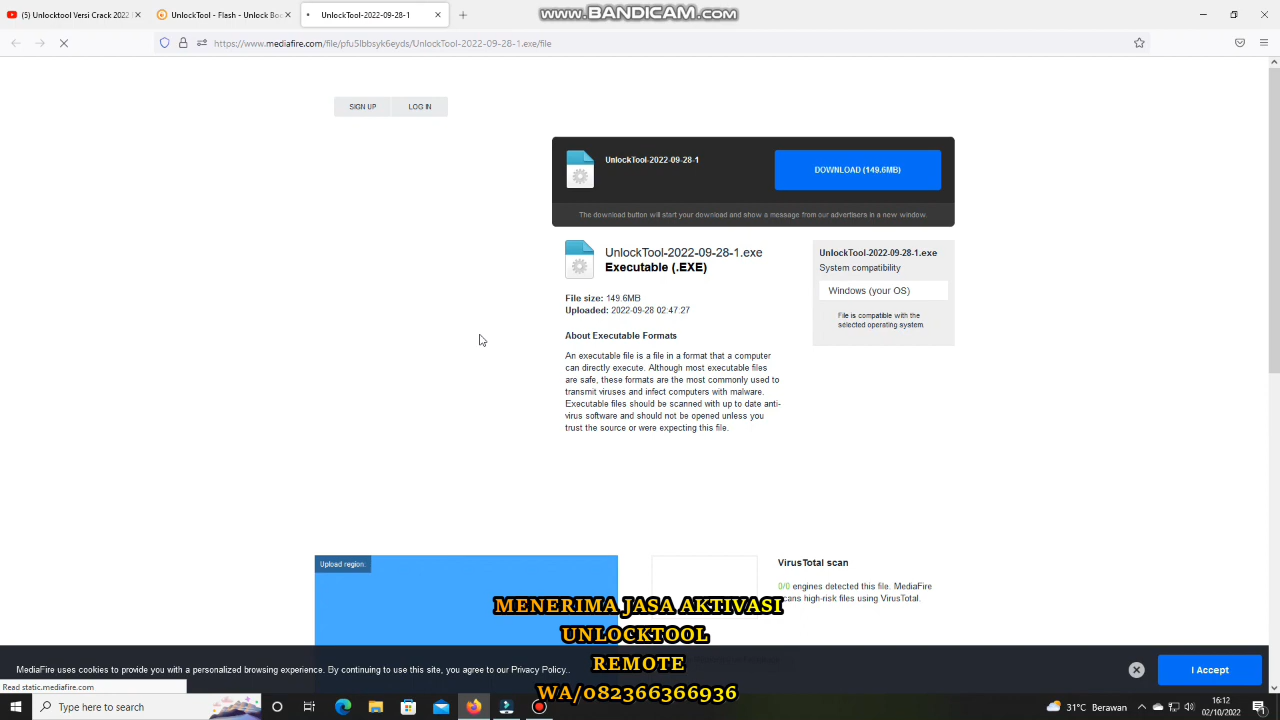 (5) Unlocktool Versi Crack 2022
UnlockTool - Flash - Unlock Bo
UnlockTool-2022-09-28-1
www.BANDICAM.com
https://www.mediafire.com/file/pfu5lbbsyk6eyds/UnlockTool-2022-09-28-1.exe/file
SIGN UP
LOG IN
UnlockTool-2022-09-28-1
DOWNLOAD (149.6MB)
The download button will start your download and show a message from our advertisers in a new window.
UnlockTool-2022-09-28-1.exe
Executable (.EXE)
File size: 149.6MB
Uploaded: 2022-09-28 02:47:27
About Executable Formats
An executable file is a file in a format that a computer
can directly execute. Although most executable files
are safe, these formats are the most commonly used to
transmit viruses and infect computers with malware.
Executable files should be scanned with up to date anti-
virus software and should not be opened unless you
trust the source or were expecting this file.
UnlockTool-2022-09-28-1.exe
System compatibility
Windows (your OS)
File is compatible with the
selected operating system.
Upload region:
VirusTotal scan
0/0 engines detected this file. MediaFire
scans high-risk files using VirusTotal.
MENERIMA JASA AKTIVASI
UNLOCKTOOL
REMOTE
WA/082366366936
MediaFire uses cookies to provide you with a personalized browsing experience. By continuing to use this site, you agree to our Privacy Policy..
I Accept
Read static.mediafire.com
Type here to search
31°C Berawan
16:12
02/10/2022